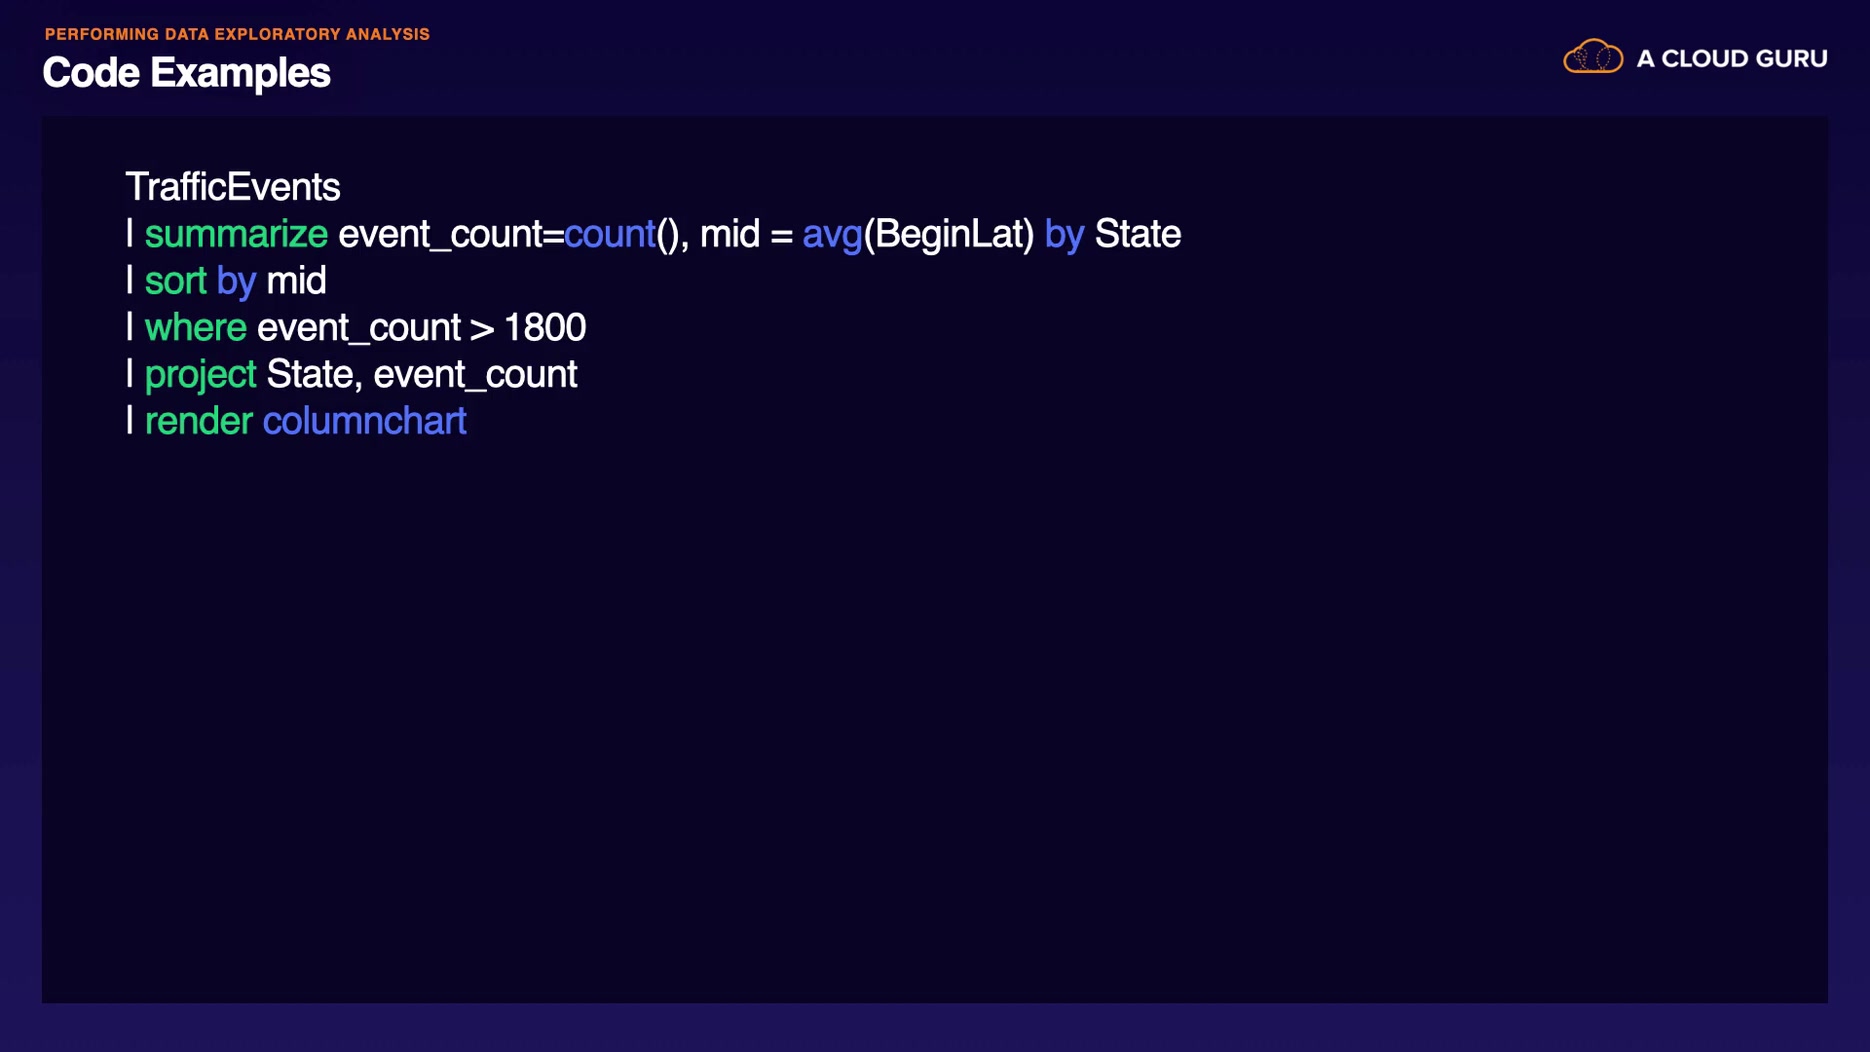 PERFORMING DATA EXPLORATORY ANALYSIS
Code Examples
A CLOUD GURU
TrafficEvents
| summarize event_count=count(), mid = avg(BeginLat) by State
| sort by mid
| where event_count > 1800
| project State, event_count
| render columnchart